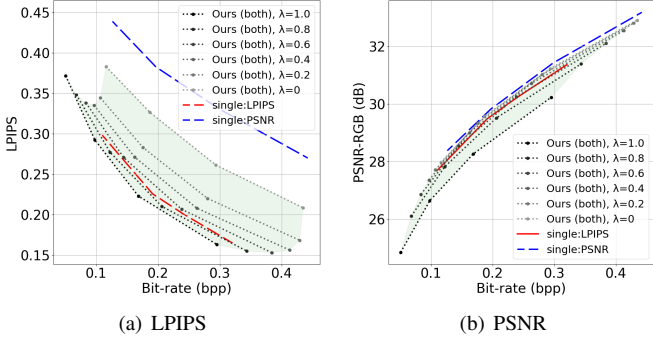 0.45
0.40
0.35
0.30
0.25
0.20
0.15
LPIPS
Ours (both), λ=1.0
Ours (both), λ=0.8
Ours (both), λ=0.6
Ours (both), λ=0.4
Ours (both), λ=0.2
Ours (both), λ=0
single:LPIPS
single:PSNR
0.1 0.2 0.3 0.4
Bit-rate (bpp)
(a) LPIPS
32
30
28
26
PSNR-RGB (dB)
Ours (both), λ=1.0
Ours (both), λ=0.8
Ours (both), λ=0.6
Ours (both), λ=0.4
Ours (both), λ=0.2
Ours (both), λ=0
single:LPIPS
single:PSNR
0.1 0.2 0.3 0.4
Bit-rate (bpp)
(b) PSNR